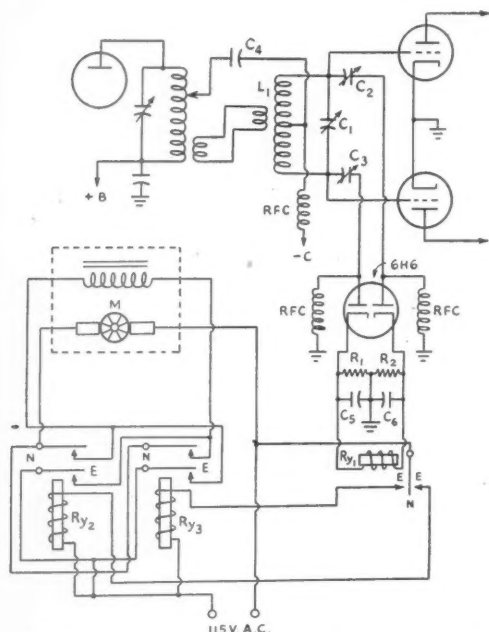 C4
L1
C2
C1
C3
+B
RFC
-C
6H6
RFC
RFC
M
R1 R2
C5 C6
N N
E E
Ry1
E E
N
Ry2
Ry3
115V A.C.